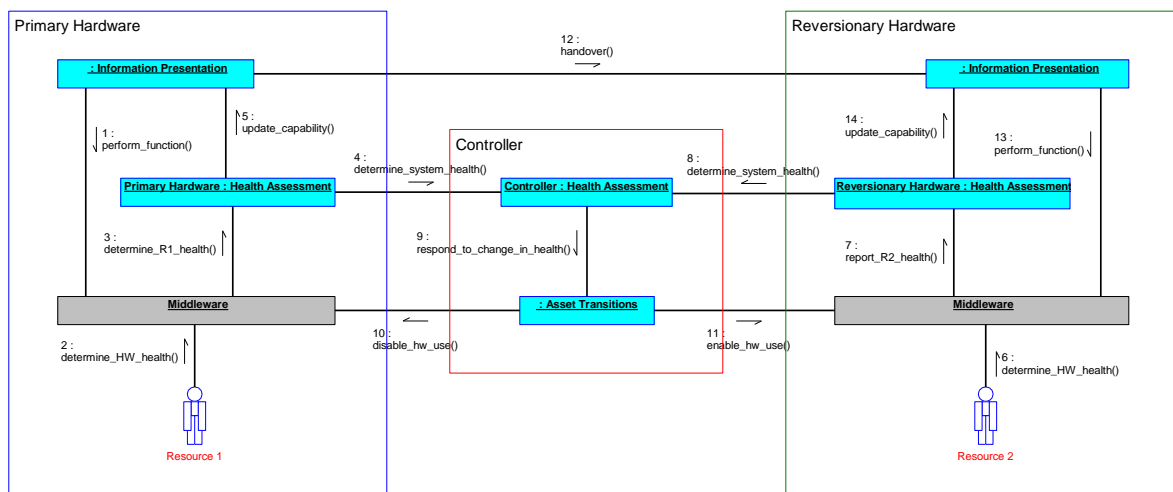 Primary Hardware
Reversionary Hardware
12 :
handover()
: Information Presentation
: Information Presentation
1 :
perform_function()
5 :
update_capability()
14 :
update_capability()
13 :
perform_function()
Controller
4 :
determine_system_health()
8 :
determine_system_health()
Primary Hardware : Health Assessment
Controller : Health Assessment
Reversionary Hardware : Health Assessment
3 :
determine_R1_health()
9 :
respond_to_change_in_health()
7 :
report_R2_health()
Middleware
: Asset Transitions
Middleware
10 :
disable_hw_use()
11 :
enable_hw_use()
2 :
determine_HW_health()
6 :
determine_HW_health()
Resource 1
Resource 2